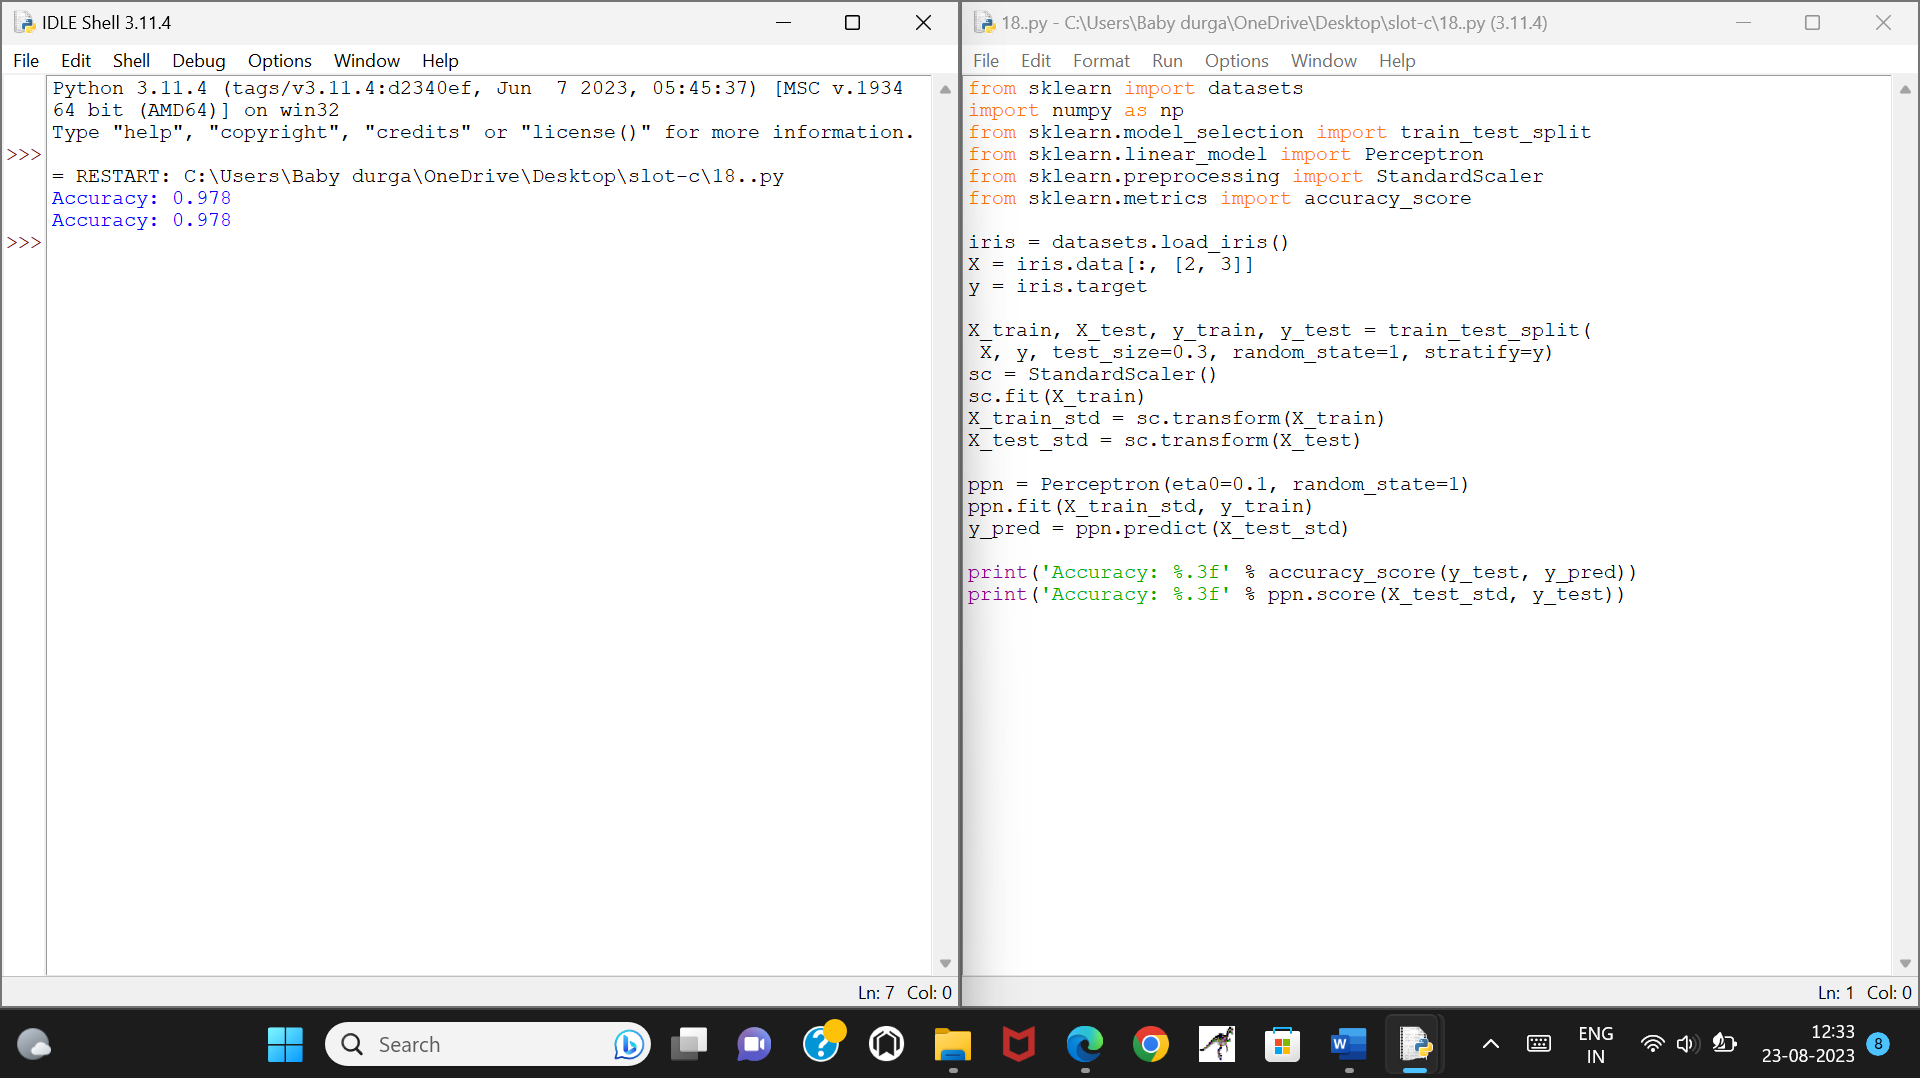 IDLE Shell 3.11.4
File Edit Shell Debug Options Window Help
Python 3.11.4 (tags/v3.11.4:d2340ef, Jun  7 2023, 05:45:37) [MSC v.1934
64 bit (AMD64)] on win32
Type "help", "copyright", "credits" or "license()" for more information.
>>>
= RESTART: C:\Users\Baby durga\OneDrive\Desktop\slot-c\18..py
Accuracy: 0.978
Accuracy: 0.978
>>>
Ln: 7 Col: 0
18..py - C:\Users\Baby durga\OneDrive\Desktop\slot-c\18..py (3.11.4)
File Edit Format Run Options Window Help
from sklearn import datasets
import numpy as np
from sklearn.model_selection import train_test_split
from sklearn.linear_model import Perceptron
from sklearn.preprocessing import StandardScaler
from sklearn.metrics import accuracy_score
iris = datasets.load_iris()
X = iris.data[:, [2, 3]]
y = iris.target
X_train, X_test, y_train, y_test = train_test_split(
 X, y, test_size=0.3, random_state=1, stratify=y)
sc = StandardScaler()
sc.fit(X_train)
X_train_std = sc.transform(X_train)
X_test_std = sc.transform(X_test)
ppn = Perceptron(eta0=0.1, random_state=1)
ppn.fit(X_train_std, y_train)
y_pred = ppn.predict(X_test_std)
print('Accuracy: %.3f' % accuracy_score(y_test, y_pred))
print('Accuracy: %.3f' % ppn.score(X_test_std, y_test))
Ln: 1 Col: 0
Search
ENG
IN
12:33
23-08-2023
8